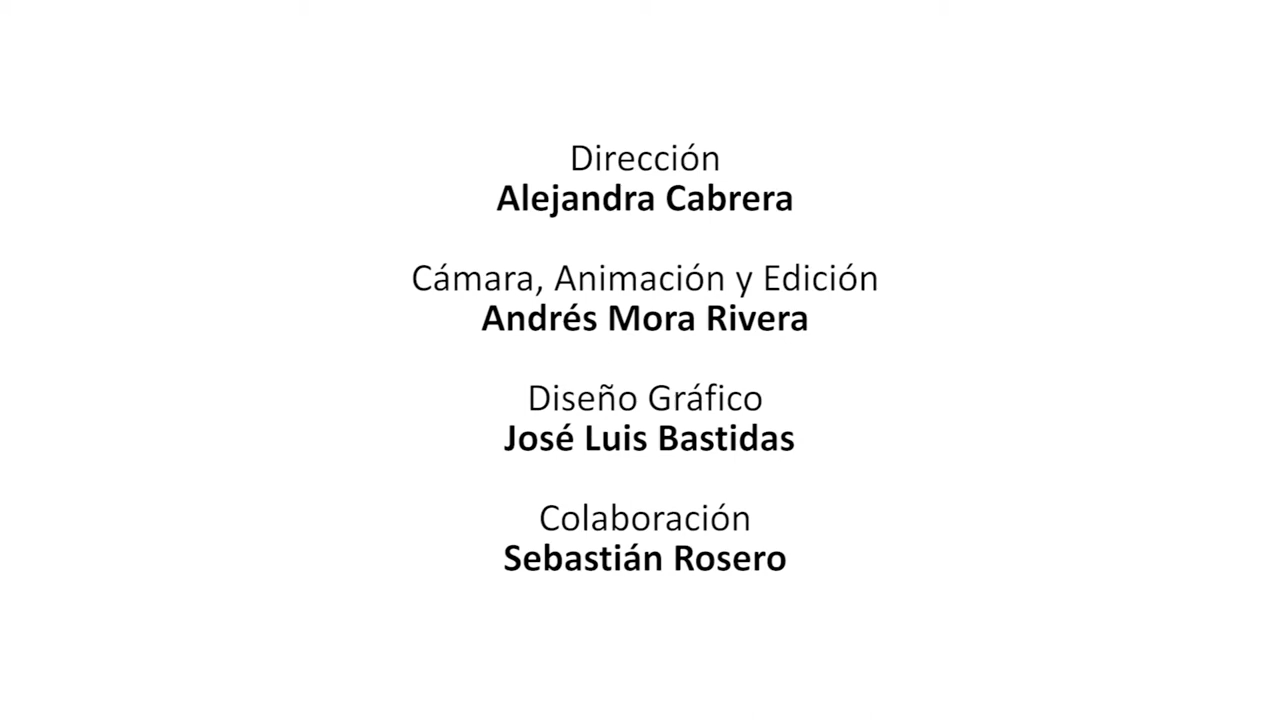 Dirección
Alejandra Cabrera
Cámara, Animación y Edición
Andrés Mora Rivera
Diseño Gráfico
José Luis Bastidas
Colaboración
Sebastián Rosero